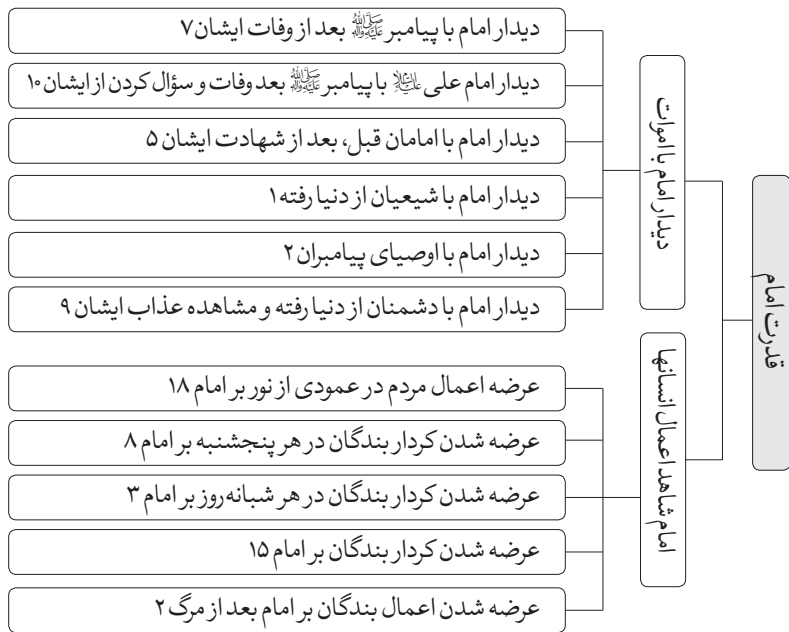 قدرت امام
دیدار امام با اموات
دیدار امام با پیامبر ﷺ بعد از وفات ایشان ۷
دیدار امام علی علیه‌السلام با پیامبر ﷺ بعد وفات و سؤال کردن از ایشان ۱۰
دیدار امام با امامان قبل، بعد از شهادت ایشان ۵
دیدار امام با شیعیان از دنیا رفته ۱
دیدار امام با اوصیای پیامبران ۲
دیدار امام با دشمنان از دنیا رفته و مشاهده عذاب ایشان ۹
امام شاهد اعمال انسانها
عرضه اعمال مردم در عمودی از نور بر امام ۱۸
عرضه شدن کردار بندگان در هر پنجشنبه بر امام ۸
عرضه شدن کردار بندگان در هر شبانه‌روز بر امام ۳
عرضه شدن کردار بندگان بر امام ۱۵
عرضه شدن اعمال بندگان بر امام بعد از مرگ ۲